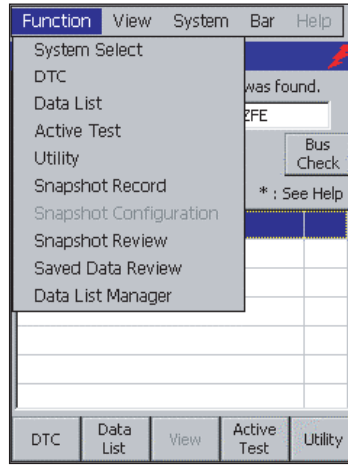 Function View System Bar Help
System Select
DTC
was found.
Data List
ZFE
Active Test
Utility
Bus
Check
Snapshot Record
* : See Help
Snapshot Configuration
Snapshot Review
Saved Data Review
Data List Manager
DTC
Data
List
View
Active
Test
Utility